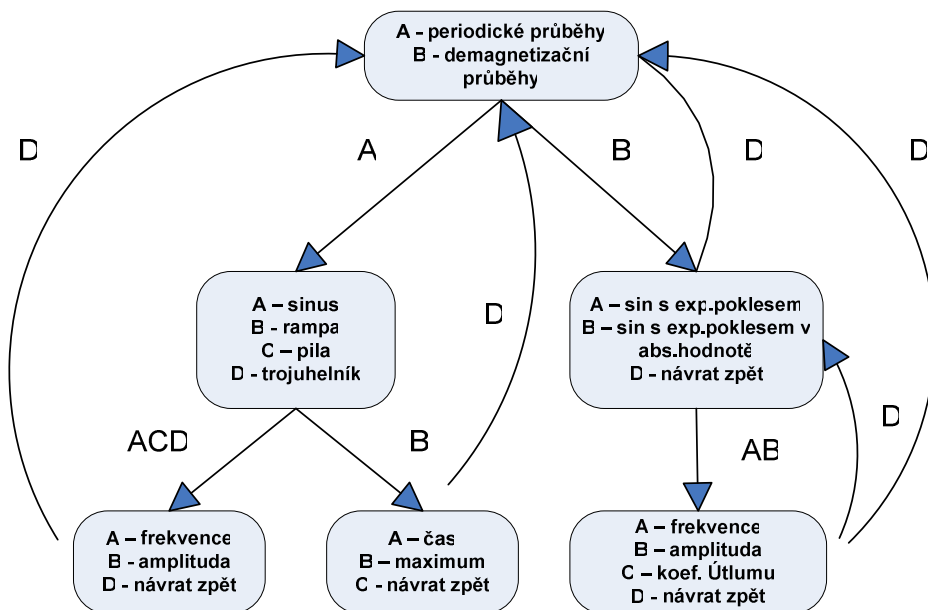 A - periodické průběhy
B - demagnetizační
průběhy
D
A
B
D
D
A – sinus
B - rampa
C – pila
D - trojuhelník
D
A – sin s exp.poklesem
B – sin s exp.poklesem v
abs.hodnotě
D - návrat zpět
ACD
B
AB
D
A – frekvence
B - amplituda
D - návrat zpět
A – čas
B – maximum
C - návrat zpět
A – frekvence
B – amplituda
C – koef. Útlumu
D - návrat zpět